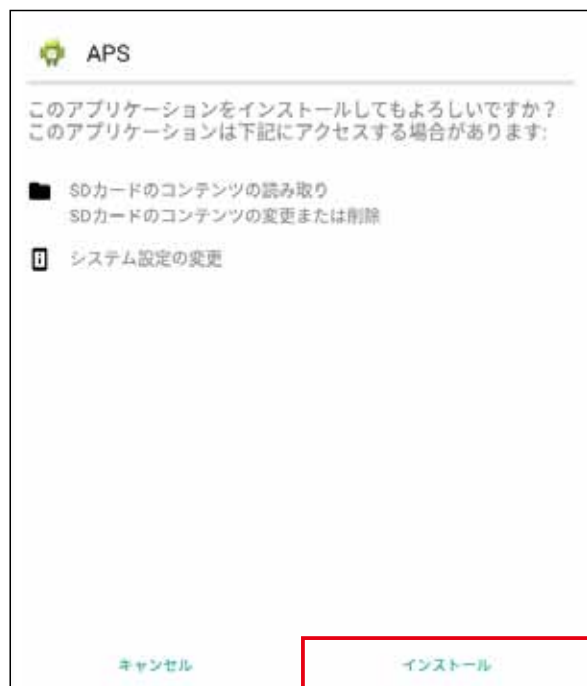 APS
このアプリケーションをインストールしてもよろしいですか？
このアプリケーションは下記にアクセスする場合があります:
SDカードのコンテンツの読み取り
SDカードのコンテンツの変更または削除
システム設定の変更
キャンセル
インストール